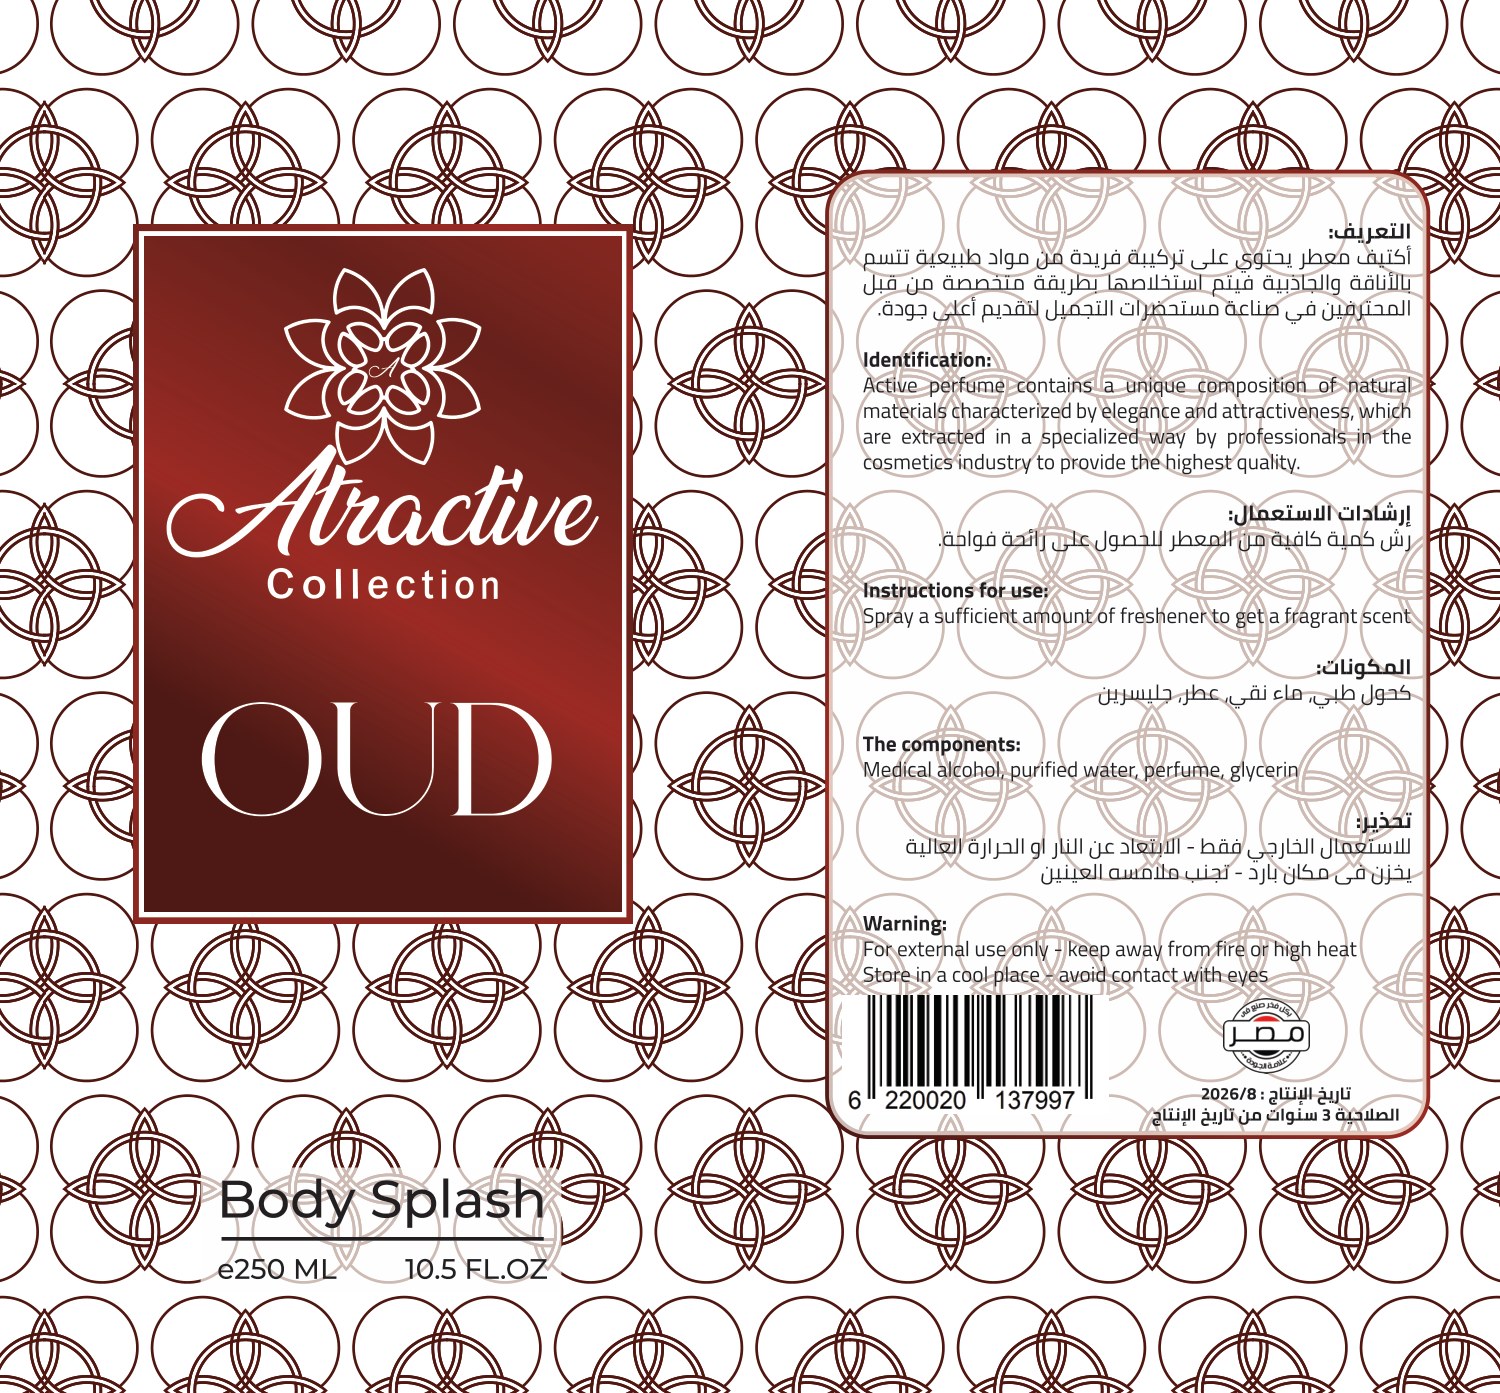 A
Atractive
Collection
OUD
Body Splash
e250 ML 10.5 FL.OZ
التعريف:
أكتيف معطر يحتوي على تركيبة فريدة من مواد طبيعية تتسم
بالأناقة والجاذبية فيتم استخلاصها بطريقة متخصصة من قبل
المحترفين في صناعة مستحضرات التجميل لتقديم أعلى جودة.
Identification:
Active perfume contains a unique composition of natural
materials characterized by elegance and attractiveness, which
are extracted in a specialized way by professionals in the
cosmetics industry to provide the highest quality.
إرشادات الاستعمال:
رش كمية كافية من المعطر للحصول على رائحة فواحة.
Instructions for use:
Spray a sufficient amount of freshener to get a fragrant scent
المكونات:
كحول طبي, ماء نقي, عطر, جليسرين
The components:
Medical alcohol, purified water, perfume, glycerin
تحذير:
للاستعمال الخارجي فقط - الابتعاد عن النار او الحرارة العالية
يخزن فى مكان بارد - تجنب ملامسه العينين
Warning:
For external use only - keep away from fire or high heat
Store in a cool place - avoid contact with eyes
6 220020 137997
بكل فخر صنع في
مصر
علامة الجودة
تاريخ الإنتاج : 2026/8
الصلاحية 3 سنوات من تاريخ الإنتاج